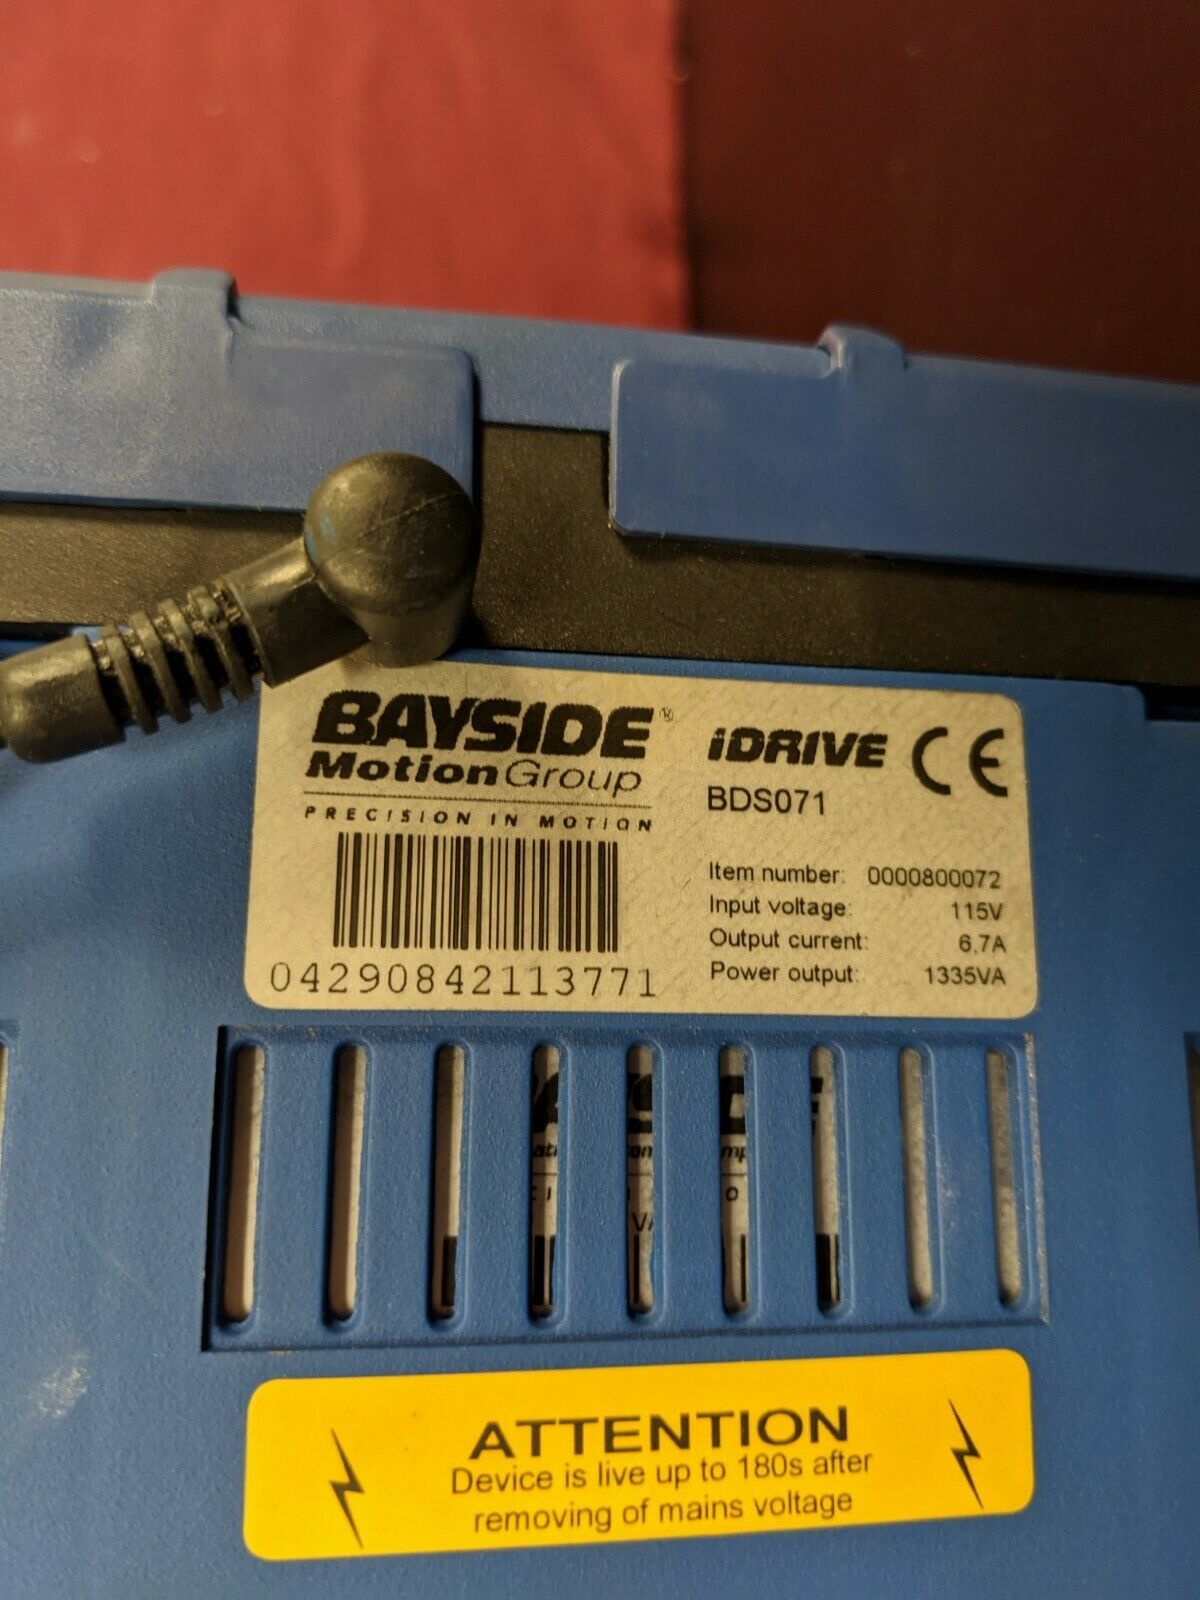 BAYSIDE®
Motion Group
PRECISION IN MOTION
04290842113771
iDRIVE CE
BDS071
Item number: 0000800072
Input voltage: 115V
Output current: 6.7A
Power output: 1335VA
ATTENTION
Device is live up to 180s after
removing of mains voltage